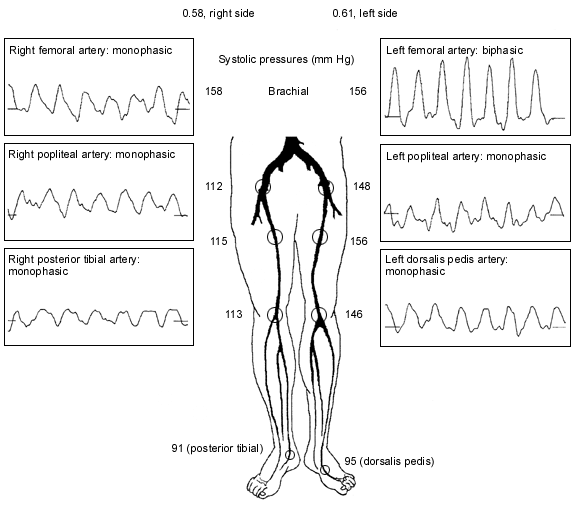 0.58, right side 0.61, left side
Right femoral artery: monophasic
Systolic pressures (mm Hg)
Left femoral artery: biphasic
158 Brachial 156
Right popliteal artery: monophasic
Left popliteal artery: monophasic
112 148
115 156
Right posterior tibial artery:
monophasic
Left dorsalis pedis artery:
monophasic
113 146
91 (posterior tibial)
95 (dorsalis pedis)